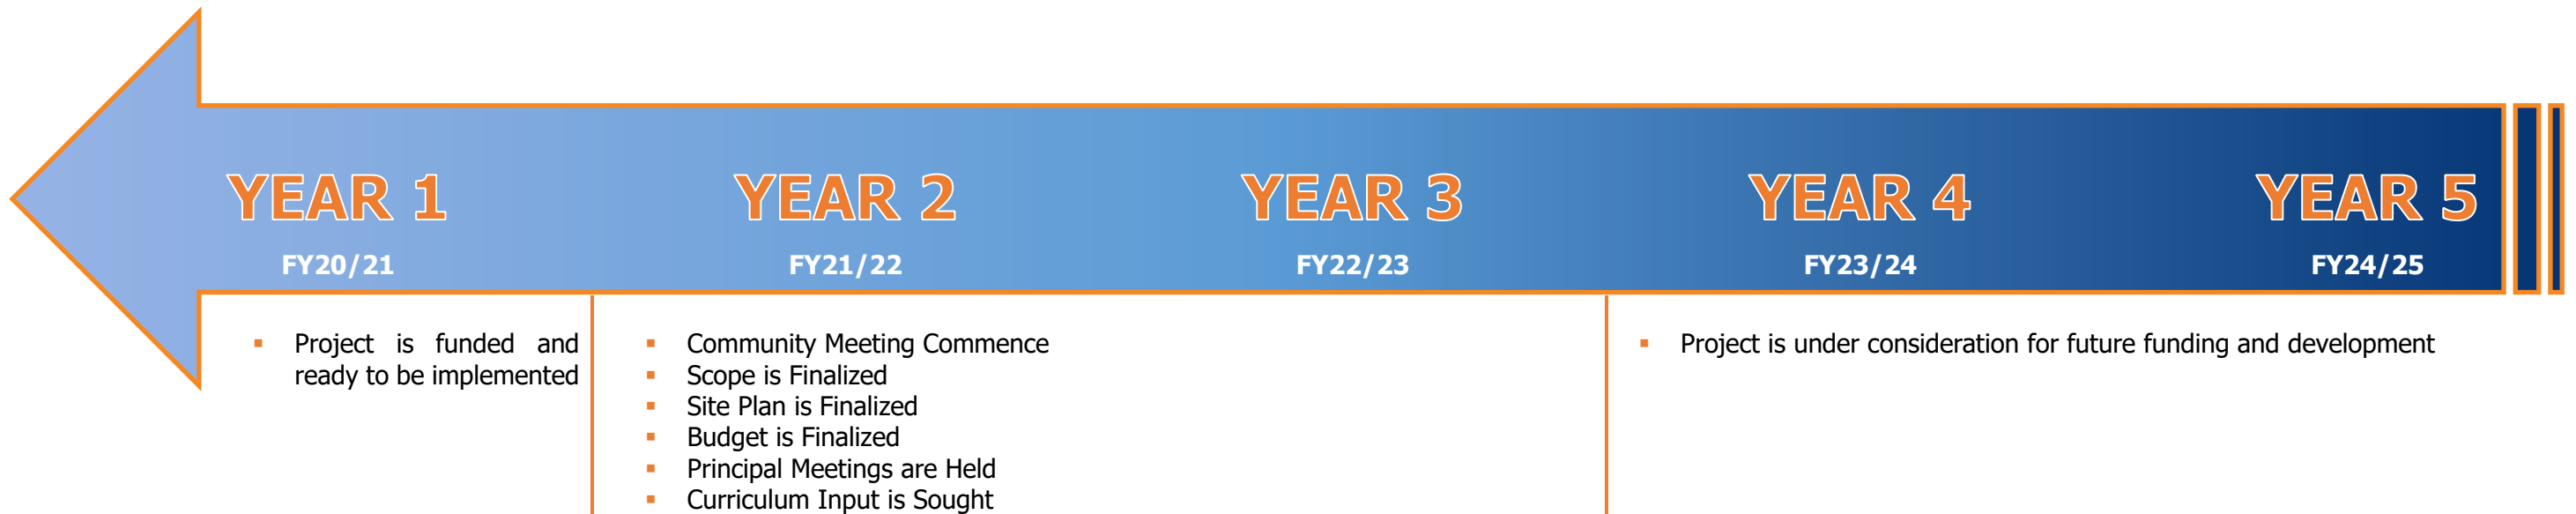 YEAR 1
YEAR 2
YEAR 3
YEAR 4
YEAR 5
FY20/21
FY21/22
FY22/23
FY23/24
FY24/25
▪ Project is funded and
ready to be implemented
▪ Community Meeting Commence
▪ Scope is Finalized
▪ Site Plan is Finalized
▪ Budget is Finalized
▪ Principal Meetings are Held
▪ Curriculum Input is Sought
▪ Project is under consideration for future funding and development